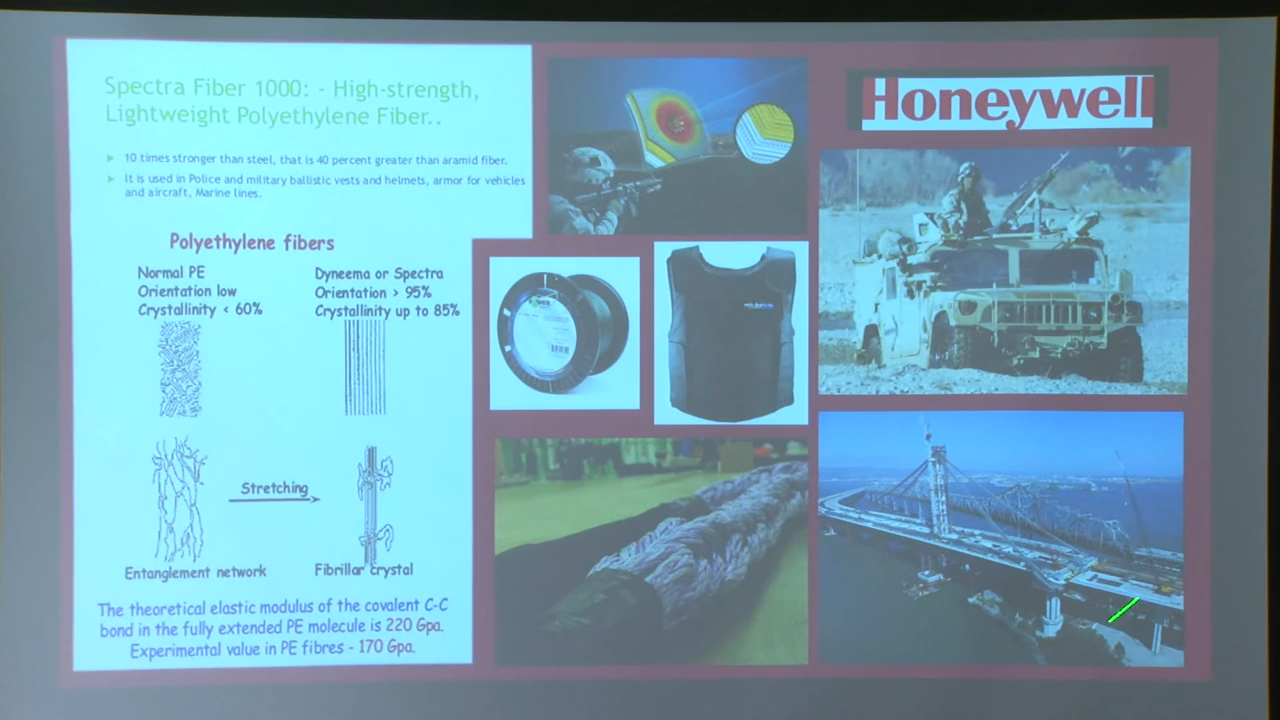 Spectra Fiber 1000: - High-strength,
Lightweight Polyethylene Fiber..
10 times stronger than steel, that is 40 percent greater than aramid fiber.
It is used in Police and military ballistic vests and helmets, armor for vehicles
and aircraft, Marine lines.
Polyethylene fibers
Normal PE
Orientation low
Crystallinity < 60%
Dyneema or Spectra
Orientation > 95%
Crystallinity up to 85%
Stretching
Entanglement network
Fibrillar crystal
The theoretical elastic modulus of the covalent C-C
bond in the fully extended PE molecule is 220 Gpa.
Experimental value in PE fibres - 170 Gpa.
Honeywell